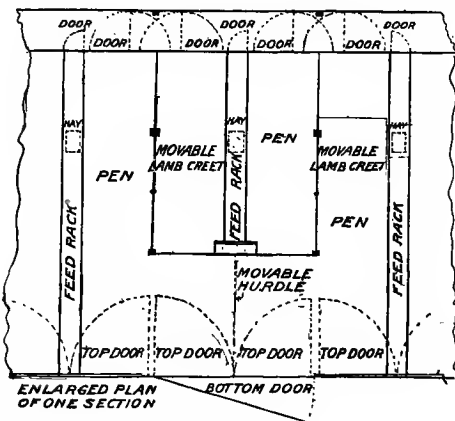 DOOR
DOOR
DOOR
DOOR
DOOR
DOOR
DOOR
HAY
HAY
HAY
MOVABLE
LAMB CREET
MOVABLE
LAMB CREET
PEN
PEN
PEN
FEED RACK
FEED RACK
FEED RACK
MOVABLE
HURDLE
TOP DOOR
TOP DOOR
TOP DOOR
TOP DOOR
ENLARGED PLAN
OF ONE SECTION
BOTTOM DOOR